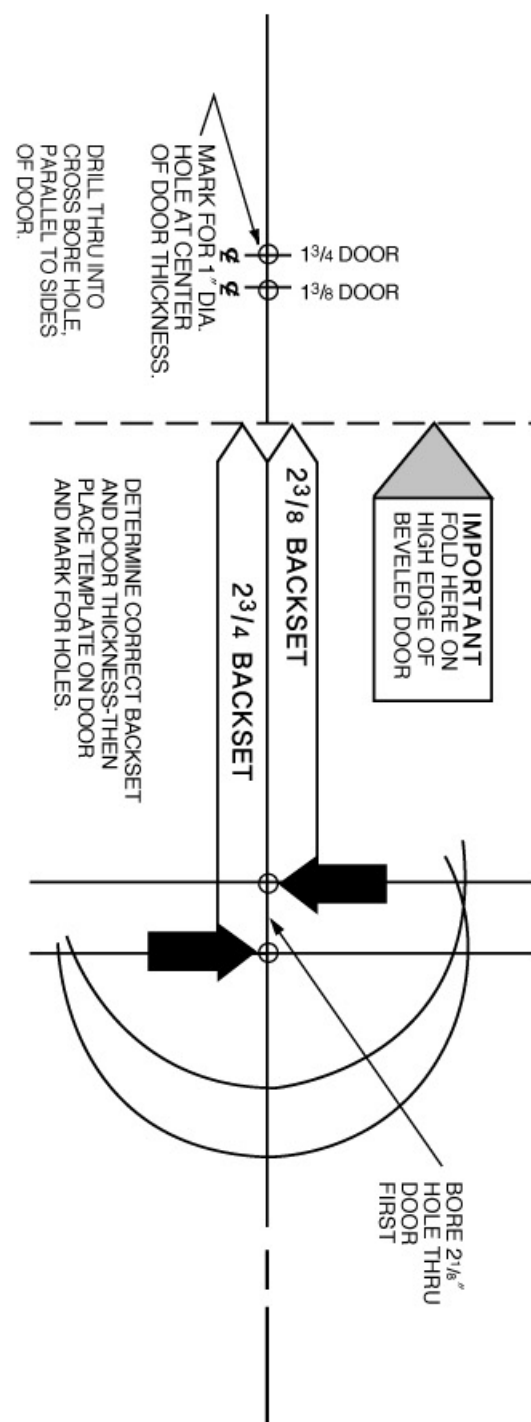 1 3/4 DOOR
1 3/8 DOOR
MARK FOR 1″ DIA.
HOLE AT CENTER
OF DOOR THICKNESS.
DRILL THRU INTO
CROSS BORE HOLE,
PARALLEL TO SIDES
OF DOOR.
IMPORTANT
FOLD HERE ON
HIGH EDGE OF
BEVELED DOOR
2 3/8 BACKSET
2 3/4 BACKSET
DETERMINE CORRECT BACKSET
AND DOOR THICKNESS-THEN
PLACE TEMPLATE ON DOOR
AND MARK FOR HOLES.
BORE 2 1/8″
HOLE THRU
DOOR
FIRST